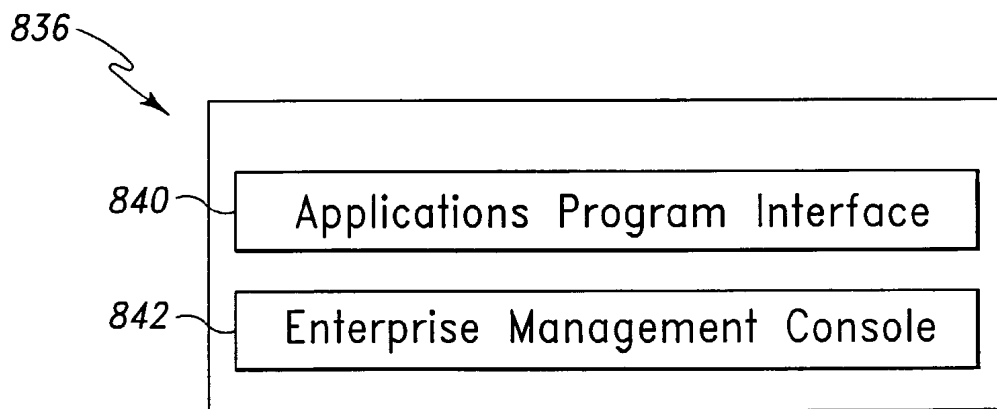 836
840 Applications Program Interface
842 Enterprise Management Console